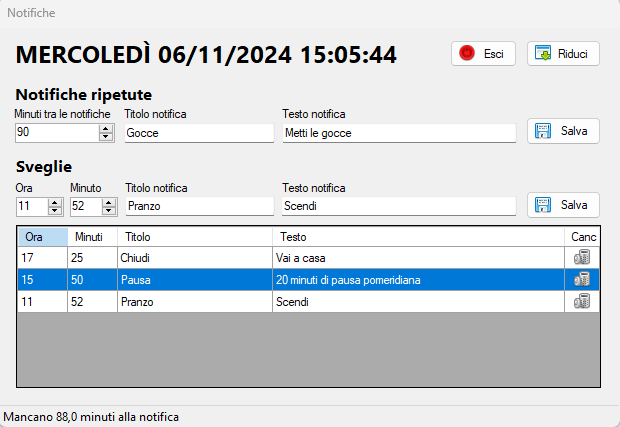 Notifiche
MERCOLEDÌ 06/11/2024 15:05:44
Esci
Riduci
Notifiche ripetute
Minuti tra le notifiche Titolo notifica Testo notifica
90 Gocce Metti le gocce Salva
Sveglie
Ora Minuto Titolo notifica Testo notifica
11 52 Pranzo Scendi Salva
Ora Minuti Titolo Testo Canc
17 25 Chiudi Vai a casa
15 50 Pausa 20 minuti di pausa pomeridiana
11 52 Pranzo Scendi
Mancano 88,0 minuti alla notifica